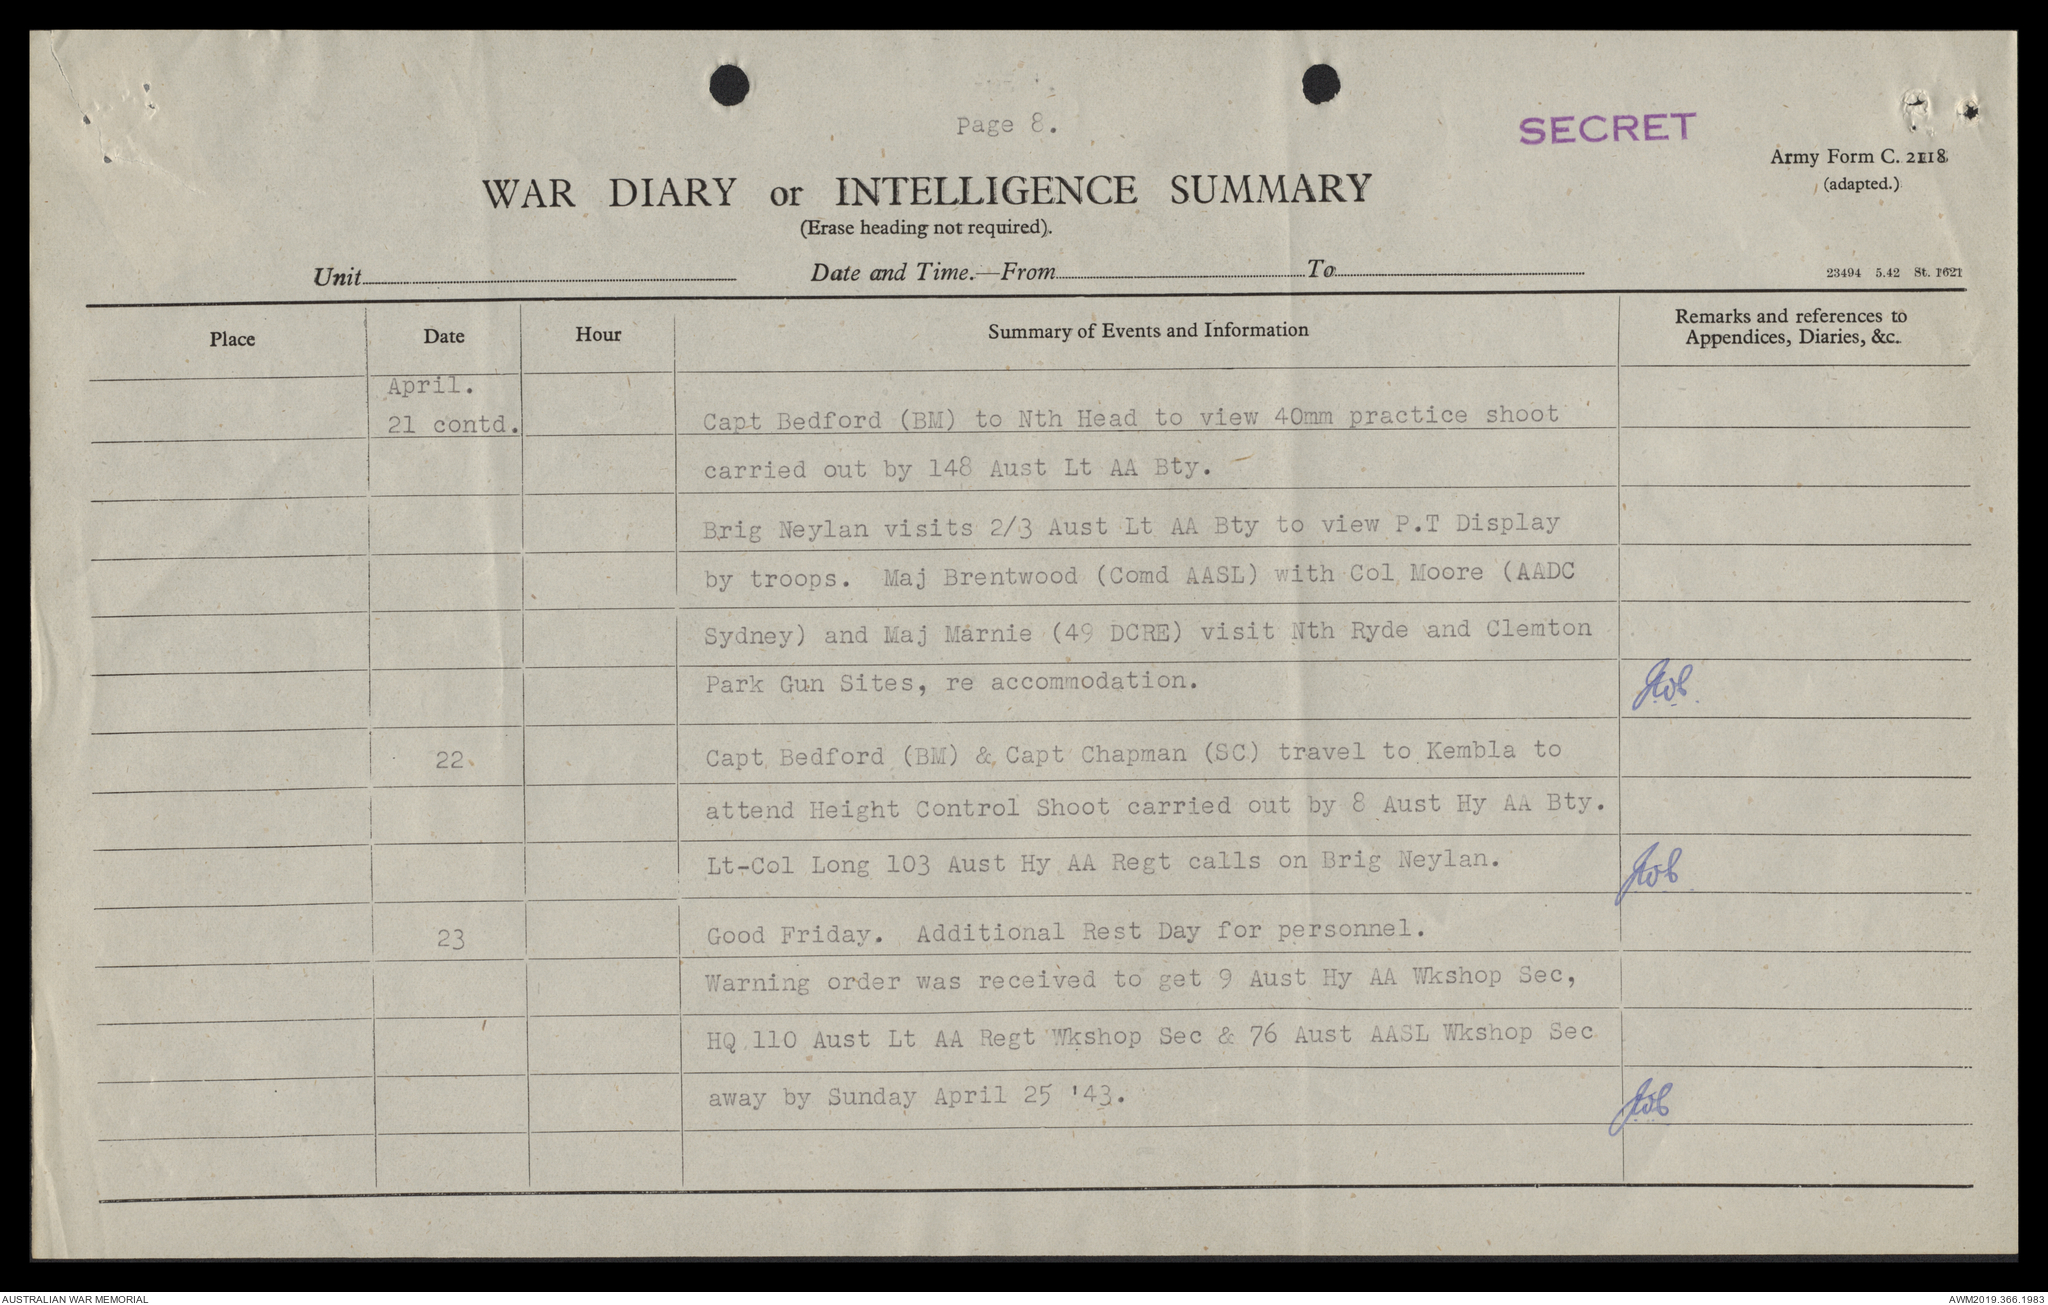 Page 8.
SECRET
Army Form C. 2118.
(adapted.)
WAR DIARY or INTELLIGENCE SUMMARY
(Erase heading not required).
Unit
Date and Time.—From
To
23494 5.42 St. 1621
Place
Date
Hour
Summary of Events and Information
Remarks and references to
Appendices, Diaries, &c.
April.
21 contd.
Capt Bedford (BM) to Nth Head to view 40mm practice shoot
carried out by 148 Aust Lt AA Bty.
Brig Neylan visits 2/3 Aust Lt AA Bty to view P.T Display
by troops. Maj Brentwood (Comd AASL) with Col Moore (AADC
Sydney) and Maj Marnie (49 DCRE) visit Nth Ryde and Clemton
Park Gun Sites, re accommodation.
22
Capt Bedford (BM) & Capt Chapman (SC) travel to Kembla to
attend Height Control Shoot carried out by 8 Aust Hy AA Bty.
Lt-Col Long 103 Aust Hy AA Regt calls on Brig Neylan.
23
Good Friday. Additional Rest Day for personnel.
Warning order was received to get 9 Aust Hy AA Wkshop Sec,
HQ 110 Aust Lt AA Regt Wkshop Sec & 76 Aust AASL Wkshop Sec
away by Sunday April 25 '43.
AUSTRALIAN WAR MEMORIAL
AWM2019.366.1983